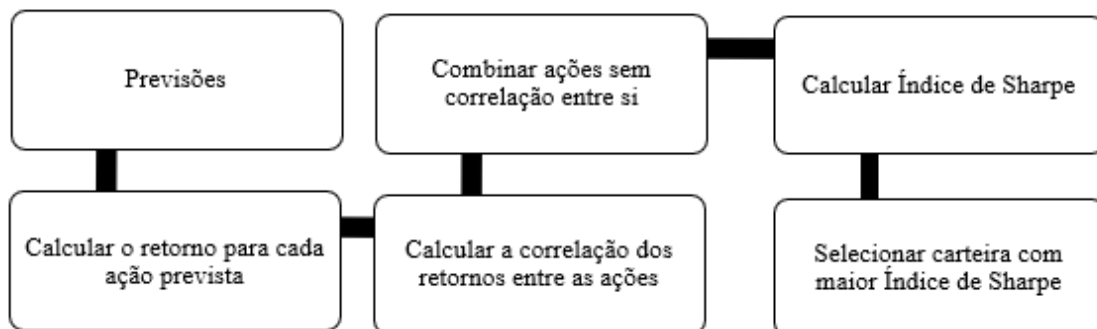 Previsões
Calcular o retorno para cada
ação prevista
Calcular a correlação dos
retornos entre as ações
Combinar ações sem
correlação entre si
Calcular Índice de Sharpe
Selecionar carteira com
maior Índice de Sharpe